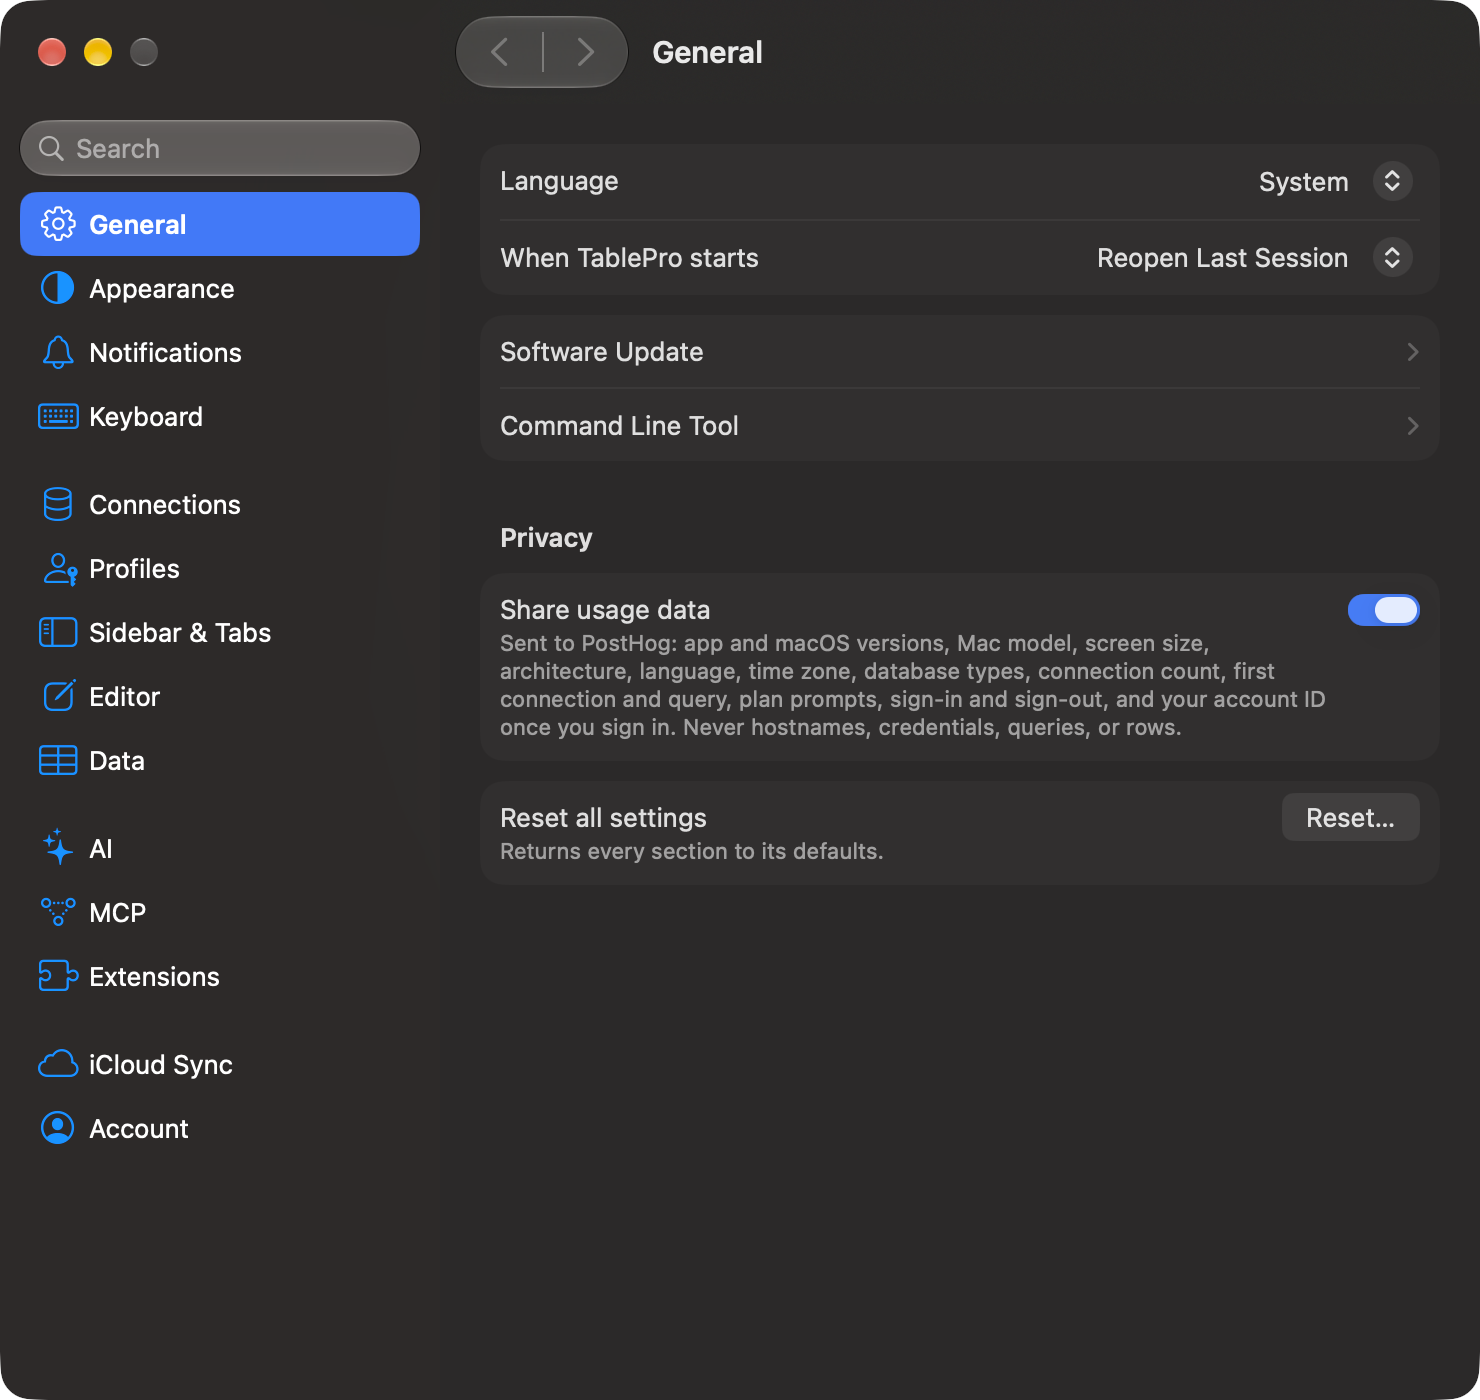 General
Search
General
Appearance
Notifications
Keyboard
Connections
Profiles
Sidebar & Tabs
Editor
Data
AI
MCP
Extensions
iCloud Sync
Account
Language
System
When TablePro starts
Reopen Last Session
Software Update
Command Line Tool
Privacy
Share usage data
Sent to PostHog: app and macOS versions, Mac model, screen size,
architecture, language, time zone, database types, connection count, first
connection and query, plan prompts, sign-in and sign-out, and your account ID
once you sign in. Never hostnames, credentials, queries, or rows.
Reset all settings
Reset...
Returns every section to its defaults.